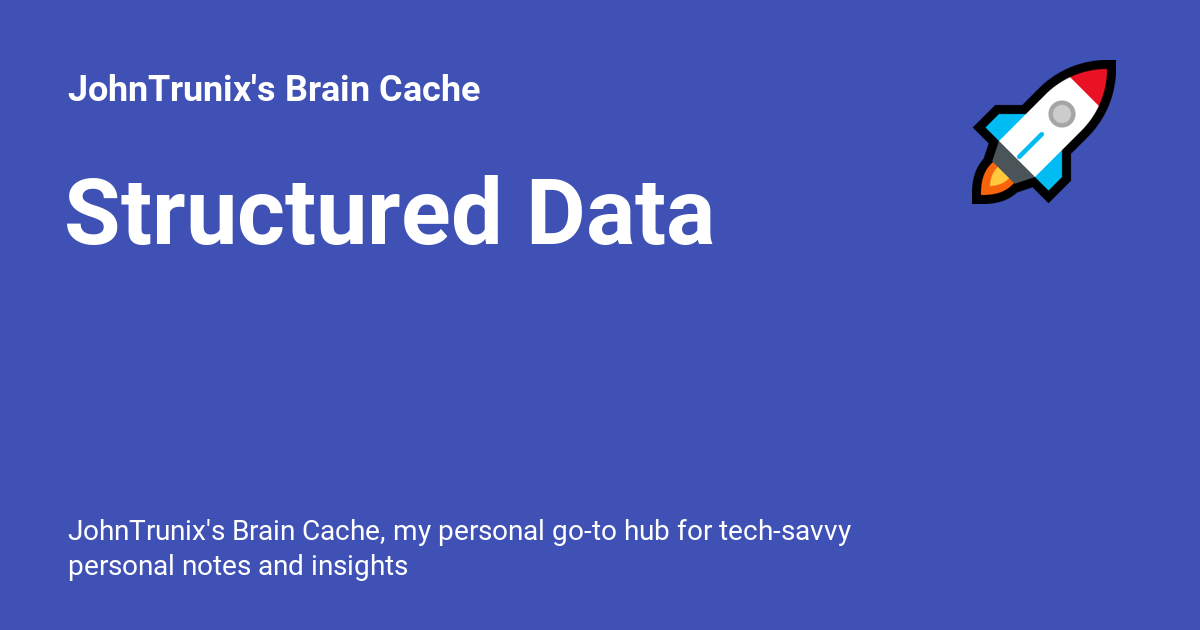 JohnTrunix's Brain Cache
Structured Data
JohnTrunix's Brain Cache, my personal go-to hub for tech-savvy
personal notes and insights